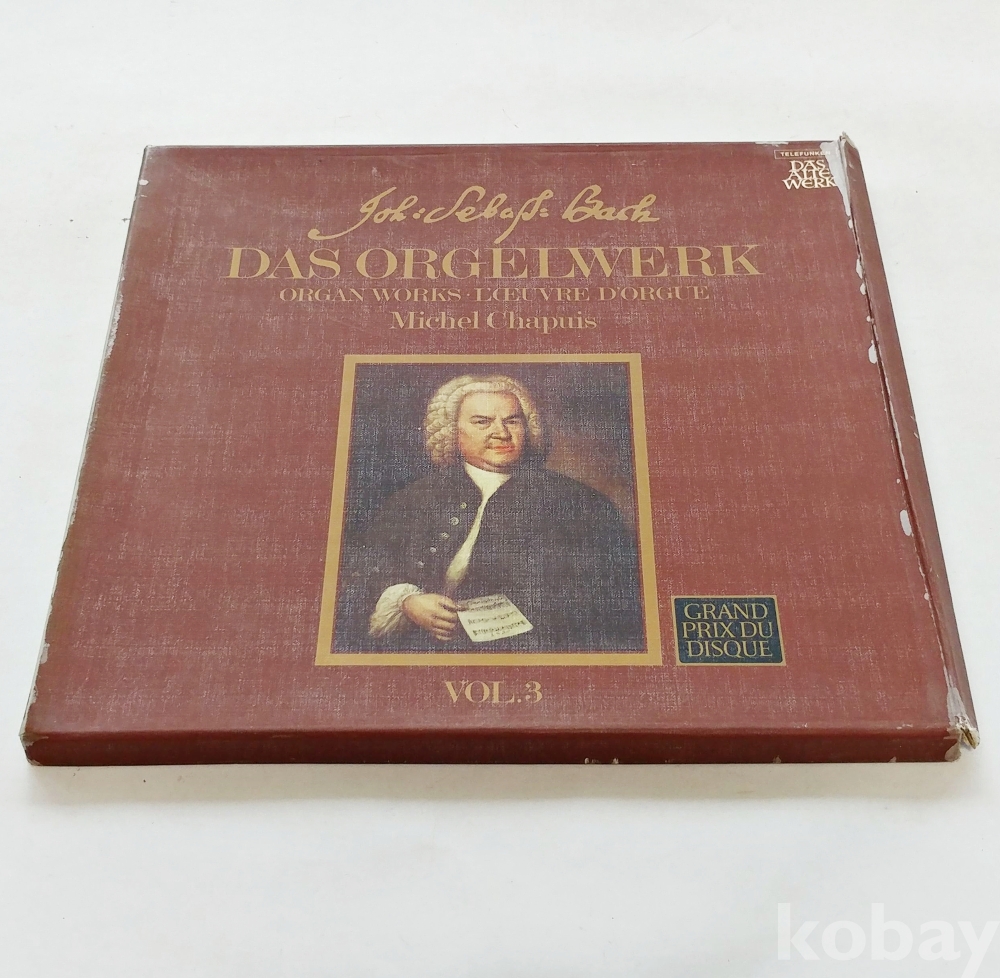 TELEFUNKEN
DAS
ALTE
WERK
Joh: Sebast: Bach
DAS ORGELWERK
ORGAN WORKS · L'ŒUVRE D'ORGUE
Michel Chapuis
GRAND
PRIX·DU
DISQUE
VOL.3
kobay